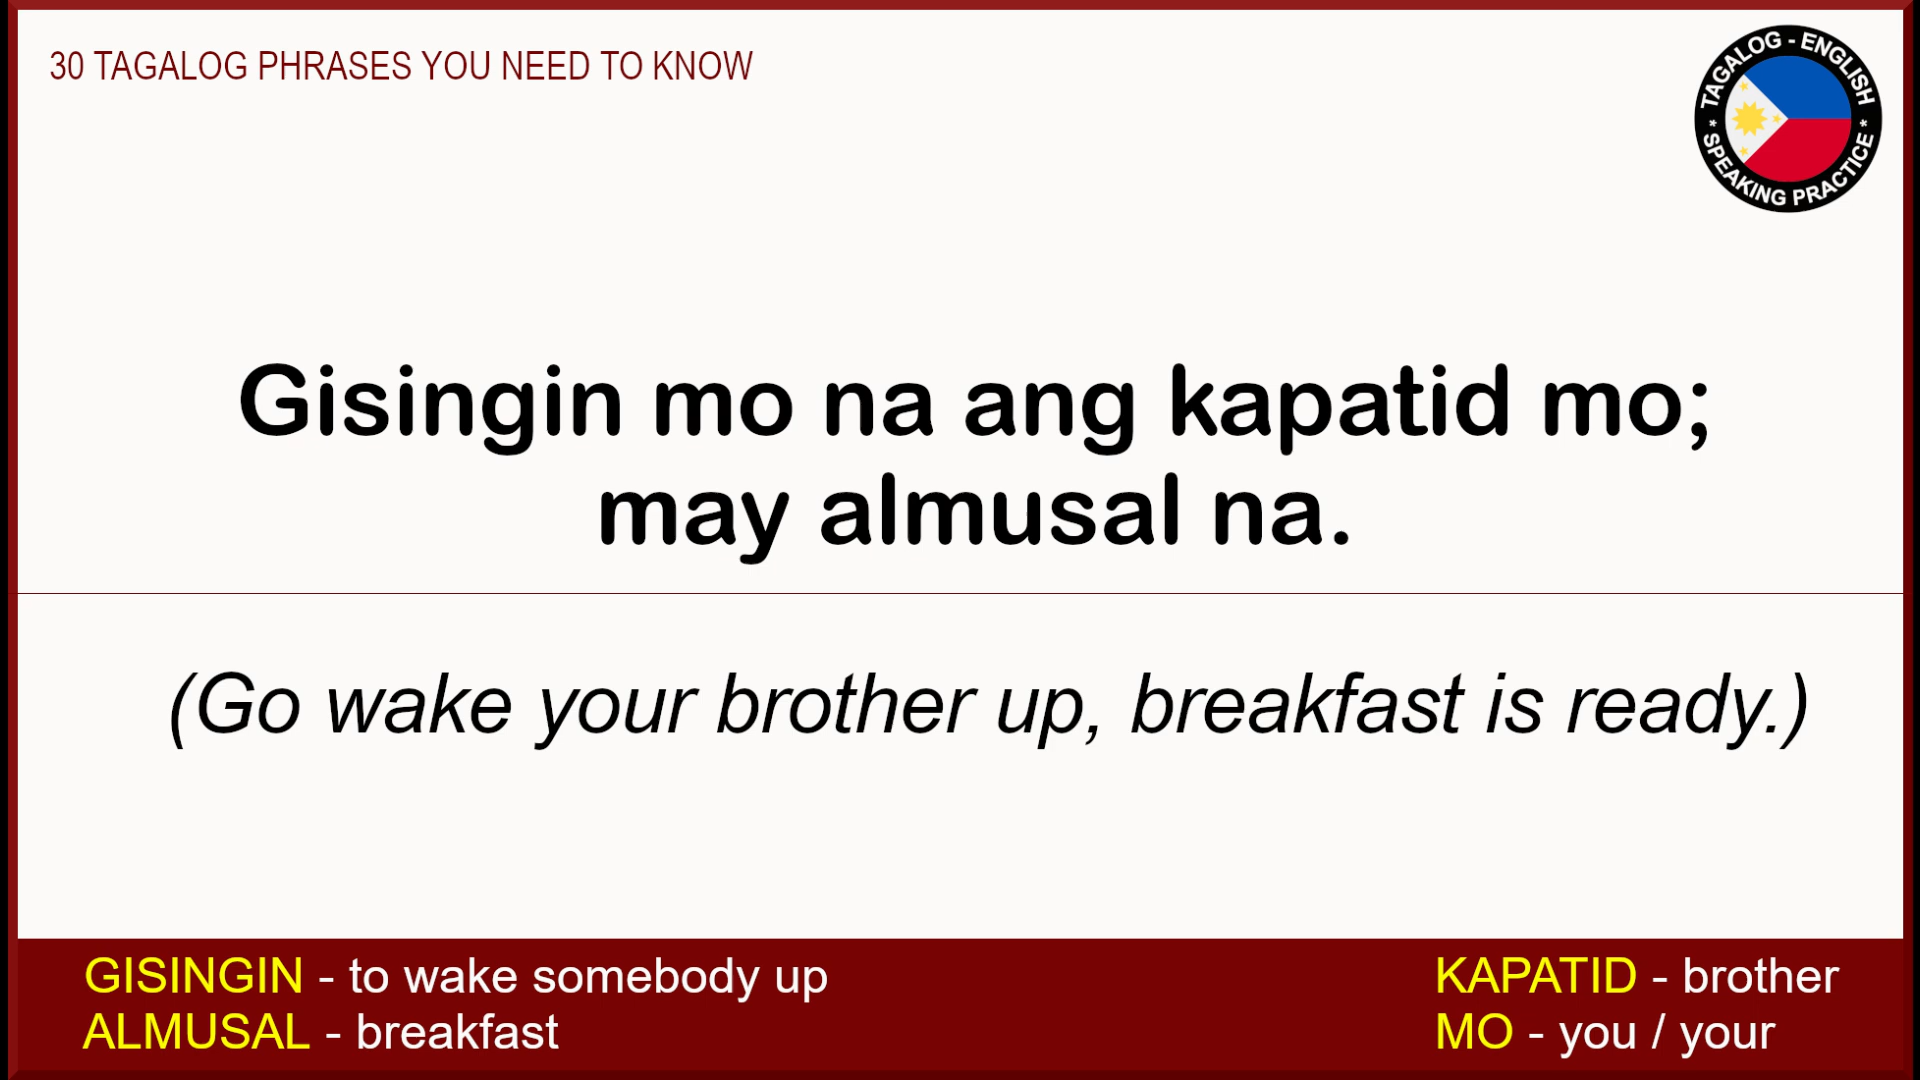 30 TAGALOG PHRASES YOU NEED TO KNOW
TAGALOG - ENGLISH
* SPEAKING PRACTICE *
Gisingin mo na ang kapatid mo;
may almusal na.
(Go wake your brother up, breakfast is ready.)
GISINGIN - to wake somebody up
ALMUSAL - breakfast
KAPATID - brother
MO - you / your